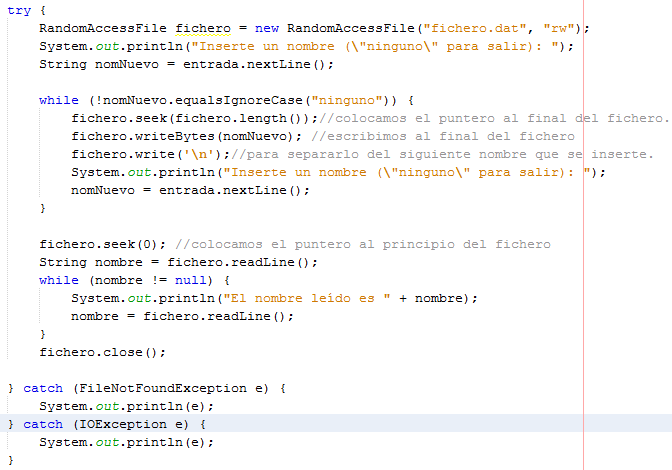 try {
RandomAccessFile fichero = new RandomAccessFile("fichero.dat", "rw");
System.out.println("Inserte un nombre (\"ninguno\" para salir): ");
String nomNuevo = entrada.nextLine();
while (!nomNuevo.equalsIgnoreCase("ninguno")) {
fichero.seek(fichero.length());//colocamos el puntero al final del fichero.
fichero.writeBytes(nomNuevo); //escribimos al final del fichero
fichero.write('\n');//para separarlo del siguiente nombre que se inserte.
System.out.println("Inserte un nombre (\"ninguno\" para salir): ");
nomNuevo = entrada.nextLine();
}
fichero.seek(0); //colocamos el puntero al principio del fichero
String nombre = fichero.readLine();
while (nombre != null) {
System.out.println("El nombre leído es " + nombre);
nombre = fichero.readLine();
}
fichero.close();
} catch (FileNotFoundException e) {
System.out.println(e);
} catch (IOException e) {
System.out.println(e);
}